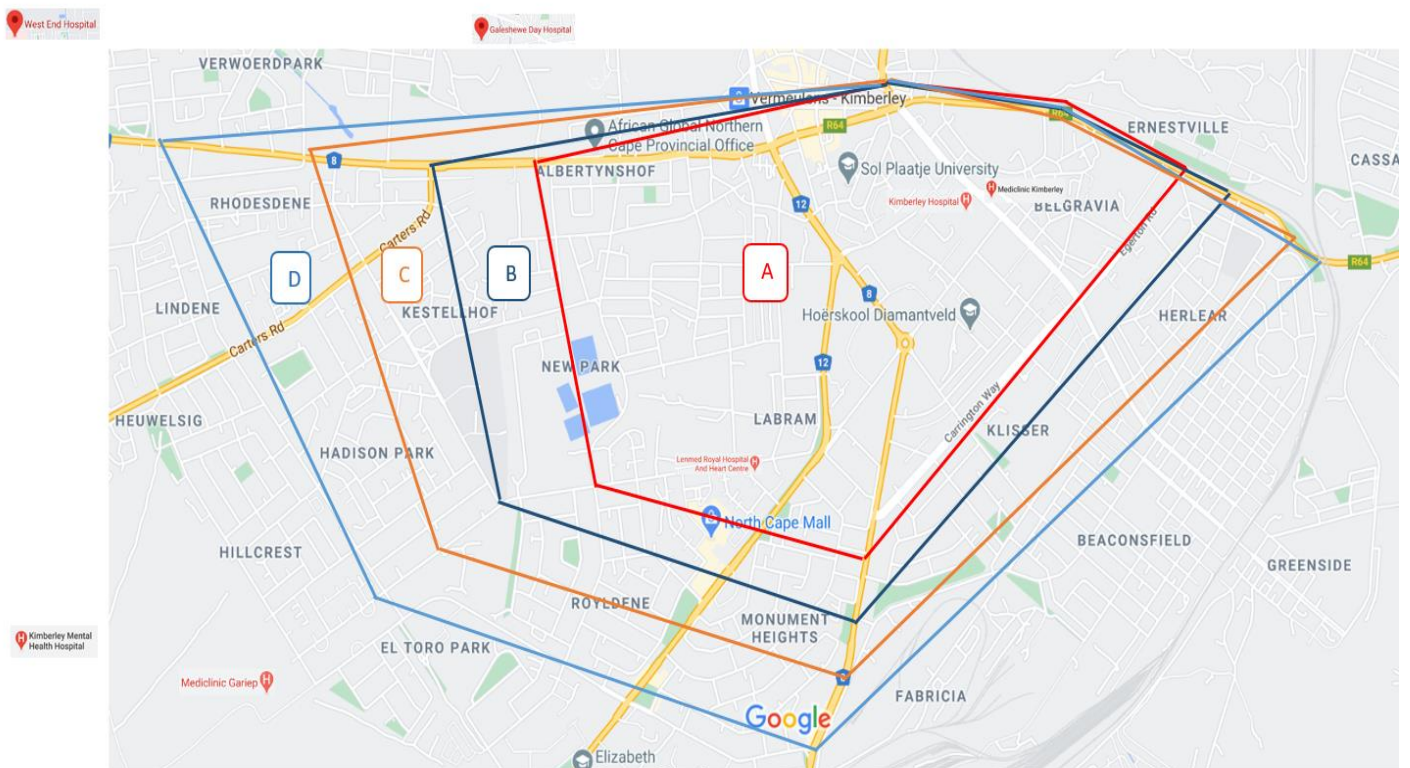 West End Hospital
Galeshewe Day Hospital
VERWOERDPARK
Vermeulens - Kimberley
R64
ERNESTVILLE
African Global Northern
Cape Provincial Office
R64
8
CASSA
ALBERTYNSHOF
Sol Plaatje University
Mediclinic Kimberley
Kimberley Hospital
BELGRAVIA
RHODESDENE
12
Carters Rd
Egerton Rd
R64
D
C
B
A
8
LINDENE
KESTELLHOF
Hoërskool Diamantveld
HERLEAR
Carters Rd
NEW PARK
12
HEUWELSIG
LABRAM
Carrington Way
KLISSER
HADISON PARK
Lenmed Royal Hospital
And Heart Centre
North Cape Mall
HILLCREST
BEACONSFIELD
GREENSIDE
ROYLDENE
MONUMENT
HEIGHTS
Kimberley Mental
Health Hospital
EL TORO PARK
Mediclinic Gariep
FABRICIA
Google
Elizabeth